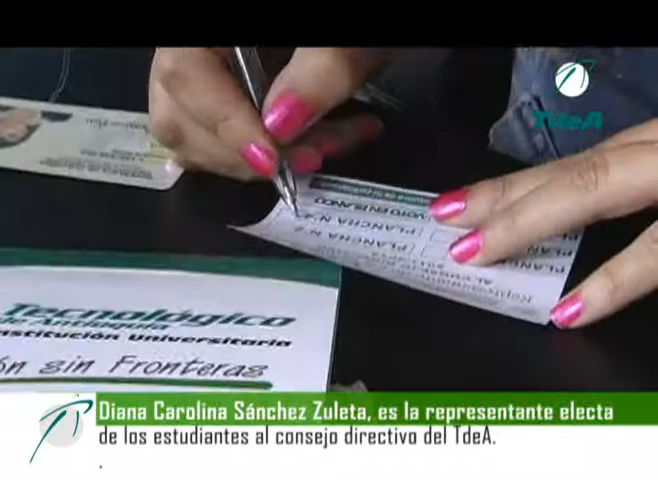 TdeA
VOTO EN BLANCO
PLANCHA N.4
PLANCHA N.2
Tecnológico
de Antioquia
Institución Universitaria
ón sin Fronteras
Diana Carolina Sánchez Zuleta, es la representante electa
de los estudiantes al consejo directivo del TdeA.
.